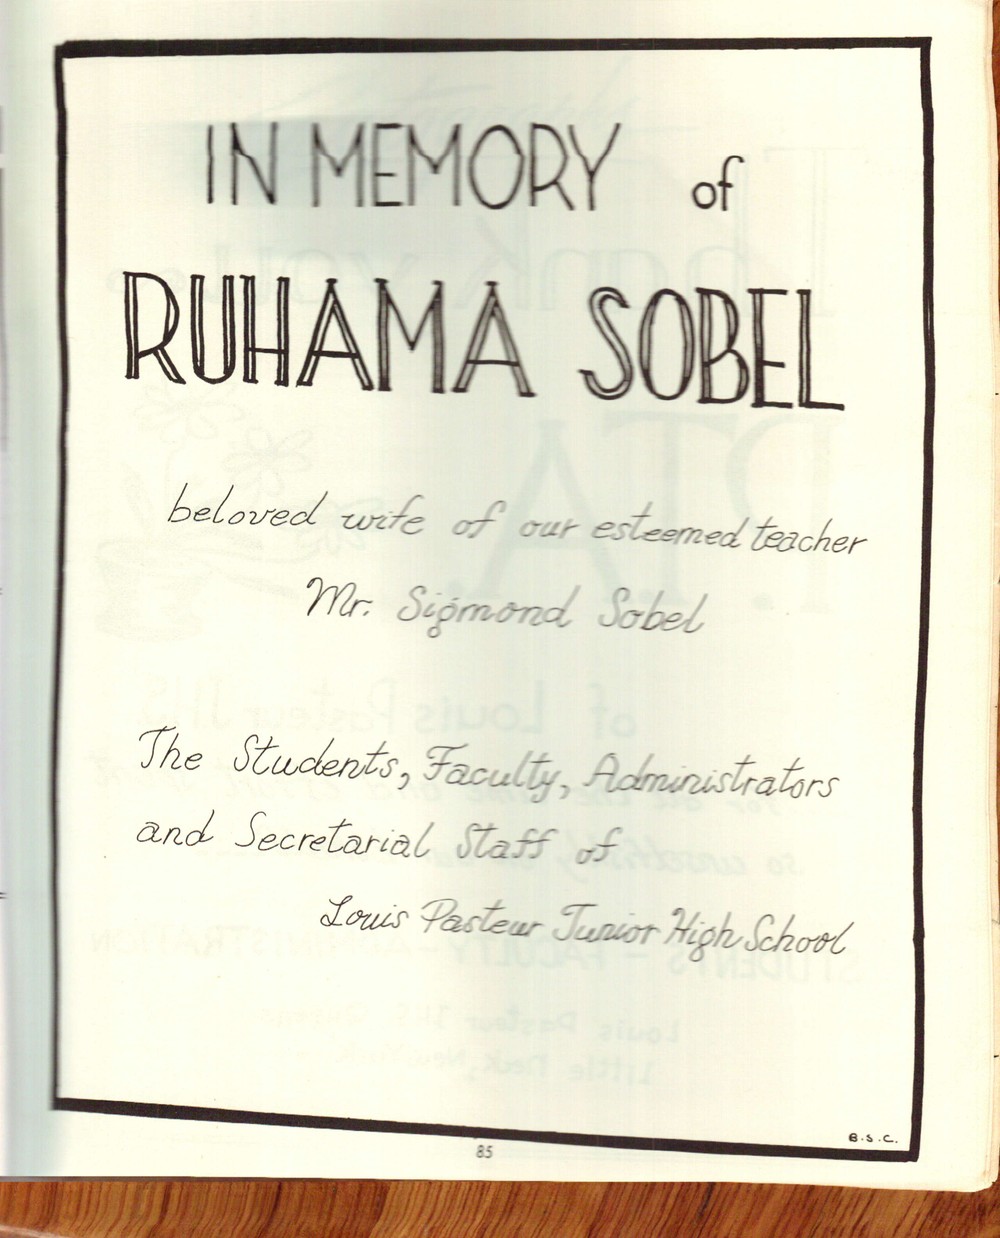 IN MEMORY of
RUHAMA SOBEL
beloved wife of our esteemed teacher
Mr. Sigmond Sobel
The Students, Faculty, Administrators
and Secretarial Staff of
Louis Pasteur Junior High School
B.S.C.
85